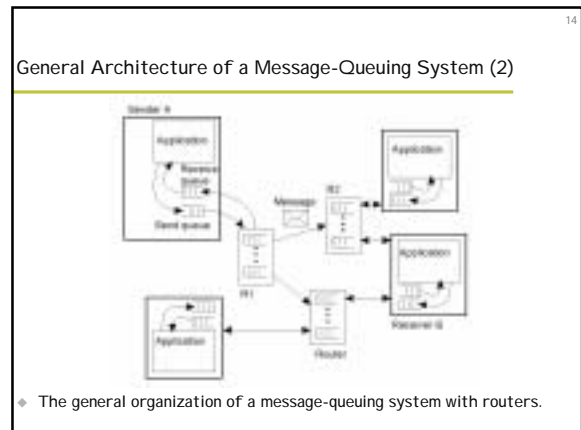 14
General Architecture of a Message-Queuing System (2)
Sender A
Application
Receive
queue
Send queue
R1
Message
R2
Application
Application
Receiver B
Application
Router
The general organization of a message-queuing system with routers.